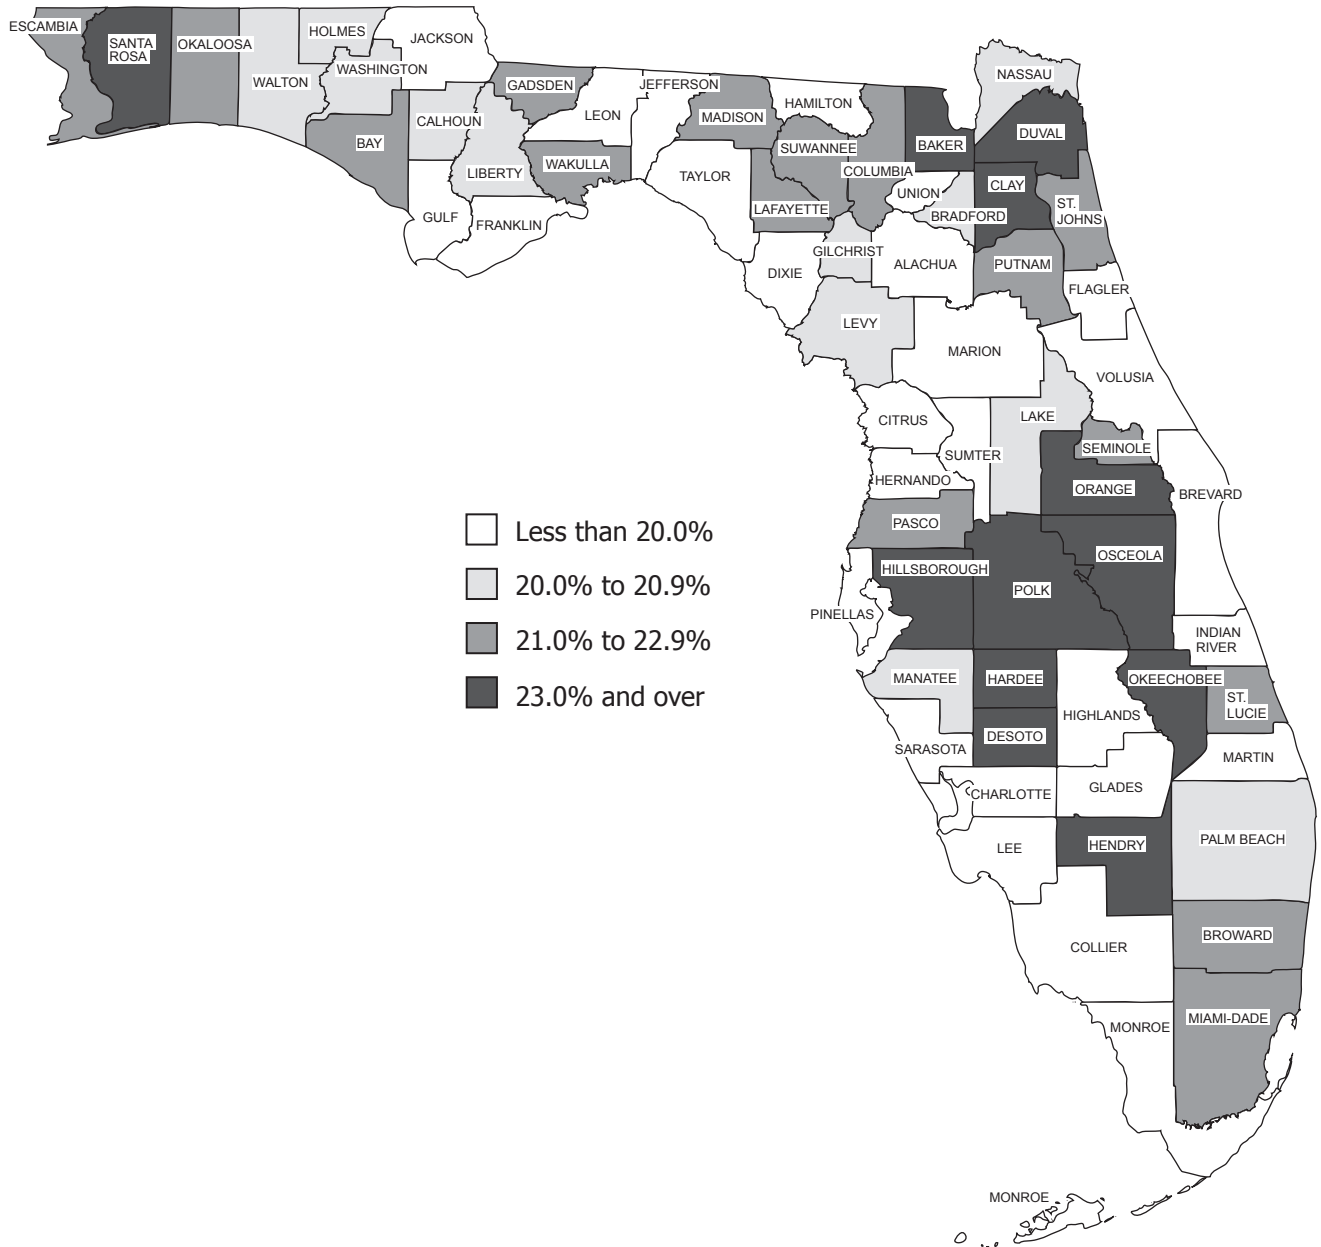 ESCAMBIA
SANTA
ROSA
OKALOOSA
WALTON
HOLMES
WASHINGTON
JACKSON
BAY
CALHOUN
GULF
LIBERTY
GADSDEN
FRANKLIN
LEON
WAKULLA
JEFFERSON
MADISON
TAYLOR
HAMILTON
SUWANNEE
LAFAYETTE
COLUMBIA
BAKER
NASSAU
DUVAL
UNION
BRADFORD
CLAY
ST.
JOHNS
DIXIE
GILCHRIST
ALACHUA
PUTNAM
FLAGLER
LEVY
MARION
VOLUSIA
CITRUS
SUMTER
LAKE
SEMINOLE
HERNANDO
ORANGE
BREVARD
PASCO
HILLSBOROUGH
POLK
OSCEOLA
PINELLAS
INDIAN
RIVER
MANATEE
HARDEE
OKEECHOBEE
ST.
LUCIE
HIGHLANDS
DESOTO
SARASOTA
MARTIN
CHARLOTTE
GLADES
LEE
HENDRY
PALM BEACH
COLLIER
BROWARD
MONROE
MIAMI-DADE
MONROE
Less than 20.0%
20.0% to 20.9%
21.0% to 22.9%
23.0% and over